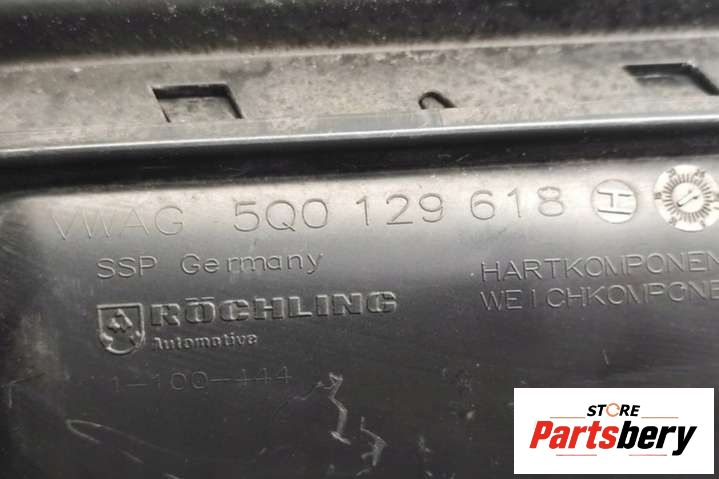 VWAG 5Q0 129 618 H
SSP Germany
RÖCHLING
Automotive
1-100-444
HARTKOMPONEN
WEICHKOMPONE
STORE
Partsbery